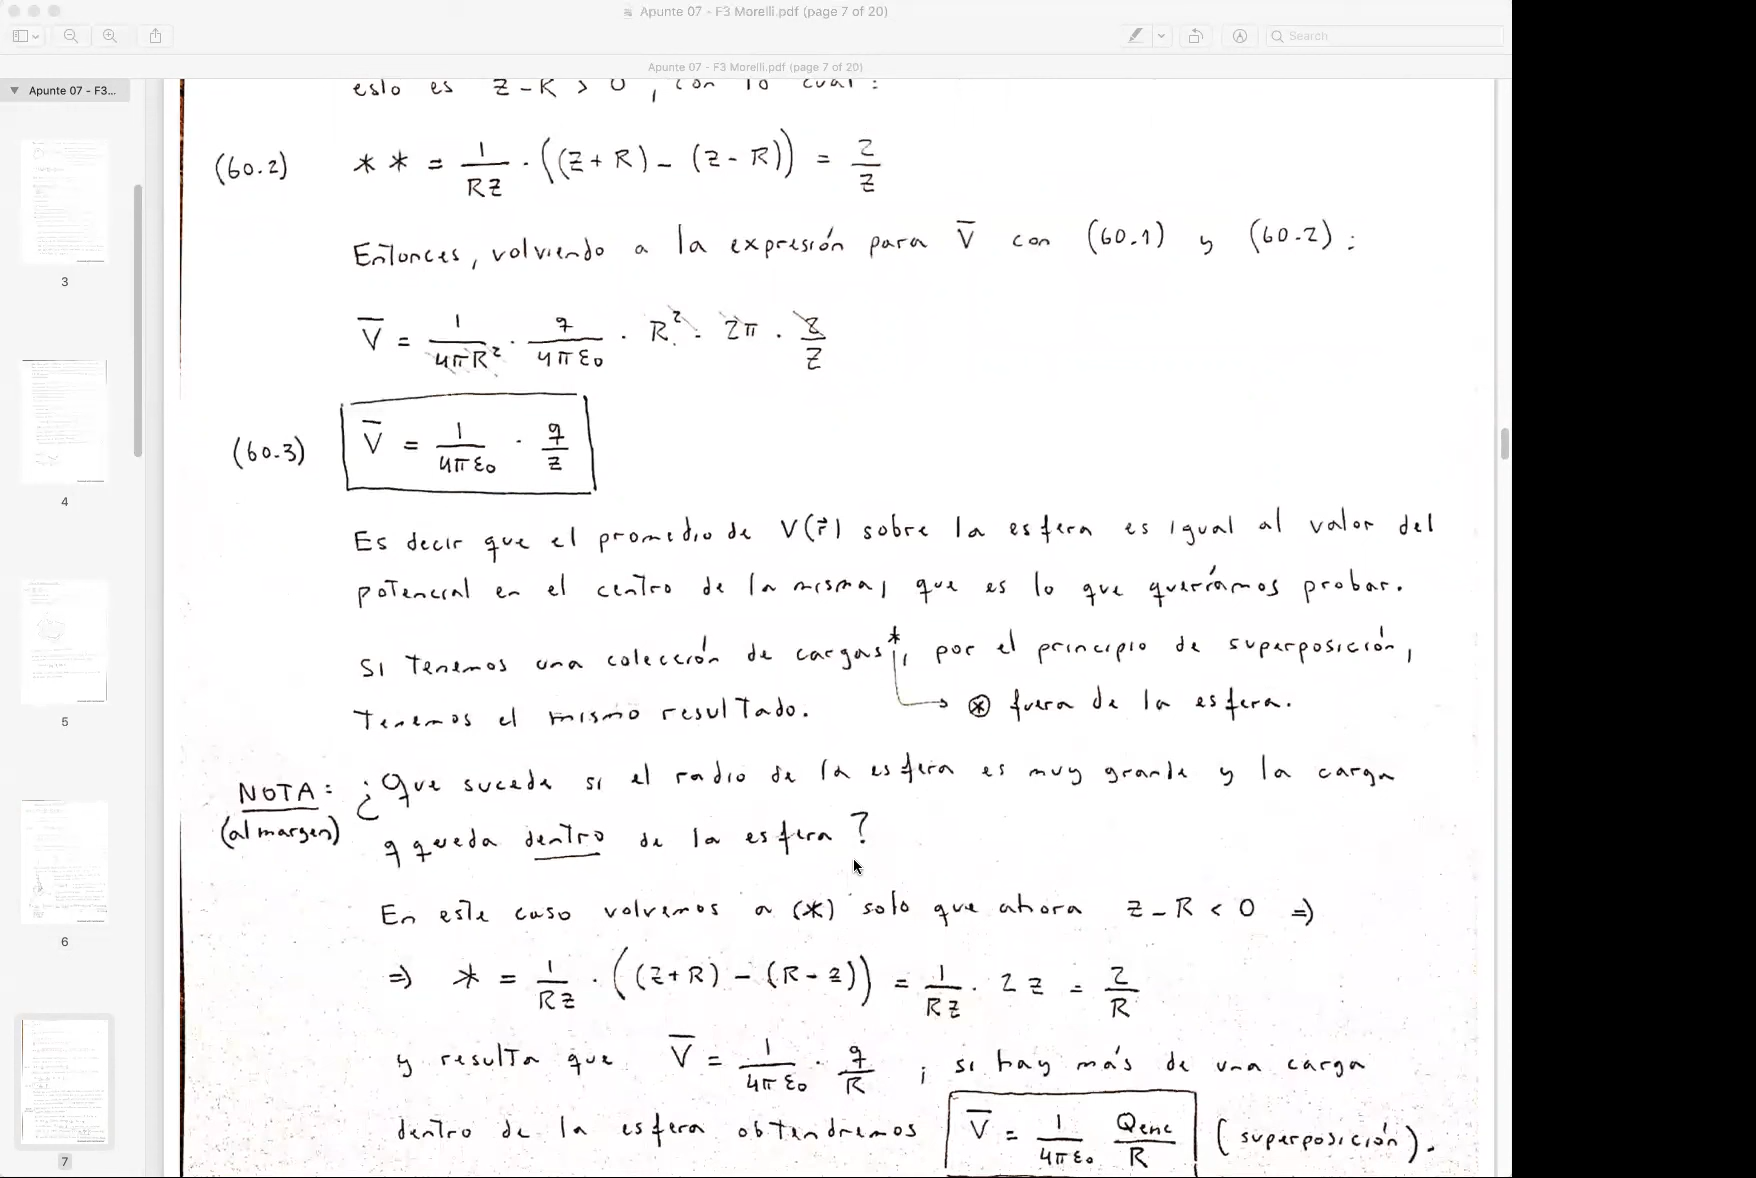 Apunte 07 - F3 Morelli.pdf (page 7 of 20)
Search
Apunte 07 - F3 Morelli.pdf (page 7 of 20)
Apunte 07 - F3...
3
4
5
6
7
esto es Z - R > 0, con lo cual:
(60.2) ** = 1/RZ · ((Z + R) - (Z - R)) = 2/Z
Entonces, volviendo a la expresión para V̅ con (60.1) y (60.2):
V̅ = 1/4πR² · q/4πε₀ · R² · 2π · 2/Z
(60.3) V̅ = 1/4πε₀ · q/Z
Es decir que el promedio de V(r⃗) sobre la esfera es igual al valor del
potencial en el centro de la misma, que es lo que queríamos probar.
Si tenemos una colección de cargas*, por el principio de superposición,
tenemos el mismo resultado. ⊛ fuera de la esfera.
NOTA: ¿Que sucede si el radio de la esfera es muy grande y la carga
(al margen) q queda dentro de la esfera?
En este caso volvemos a (*) solo que ahora Z - R < 0 ⇒
⇒ * = 1/RZ · ((Z + R) - (R - Z)) = 1/RZ · 2Z = 2/R
y resulta que V̅ = 1/4πε₀ · q/R ; si hay más de una carga
dentro de la esfera obtendremos V̅ = 1/4πε₀ Qenc/R (superposición).